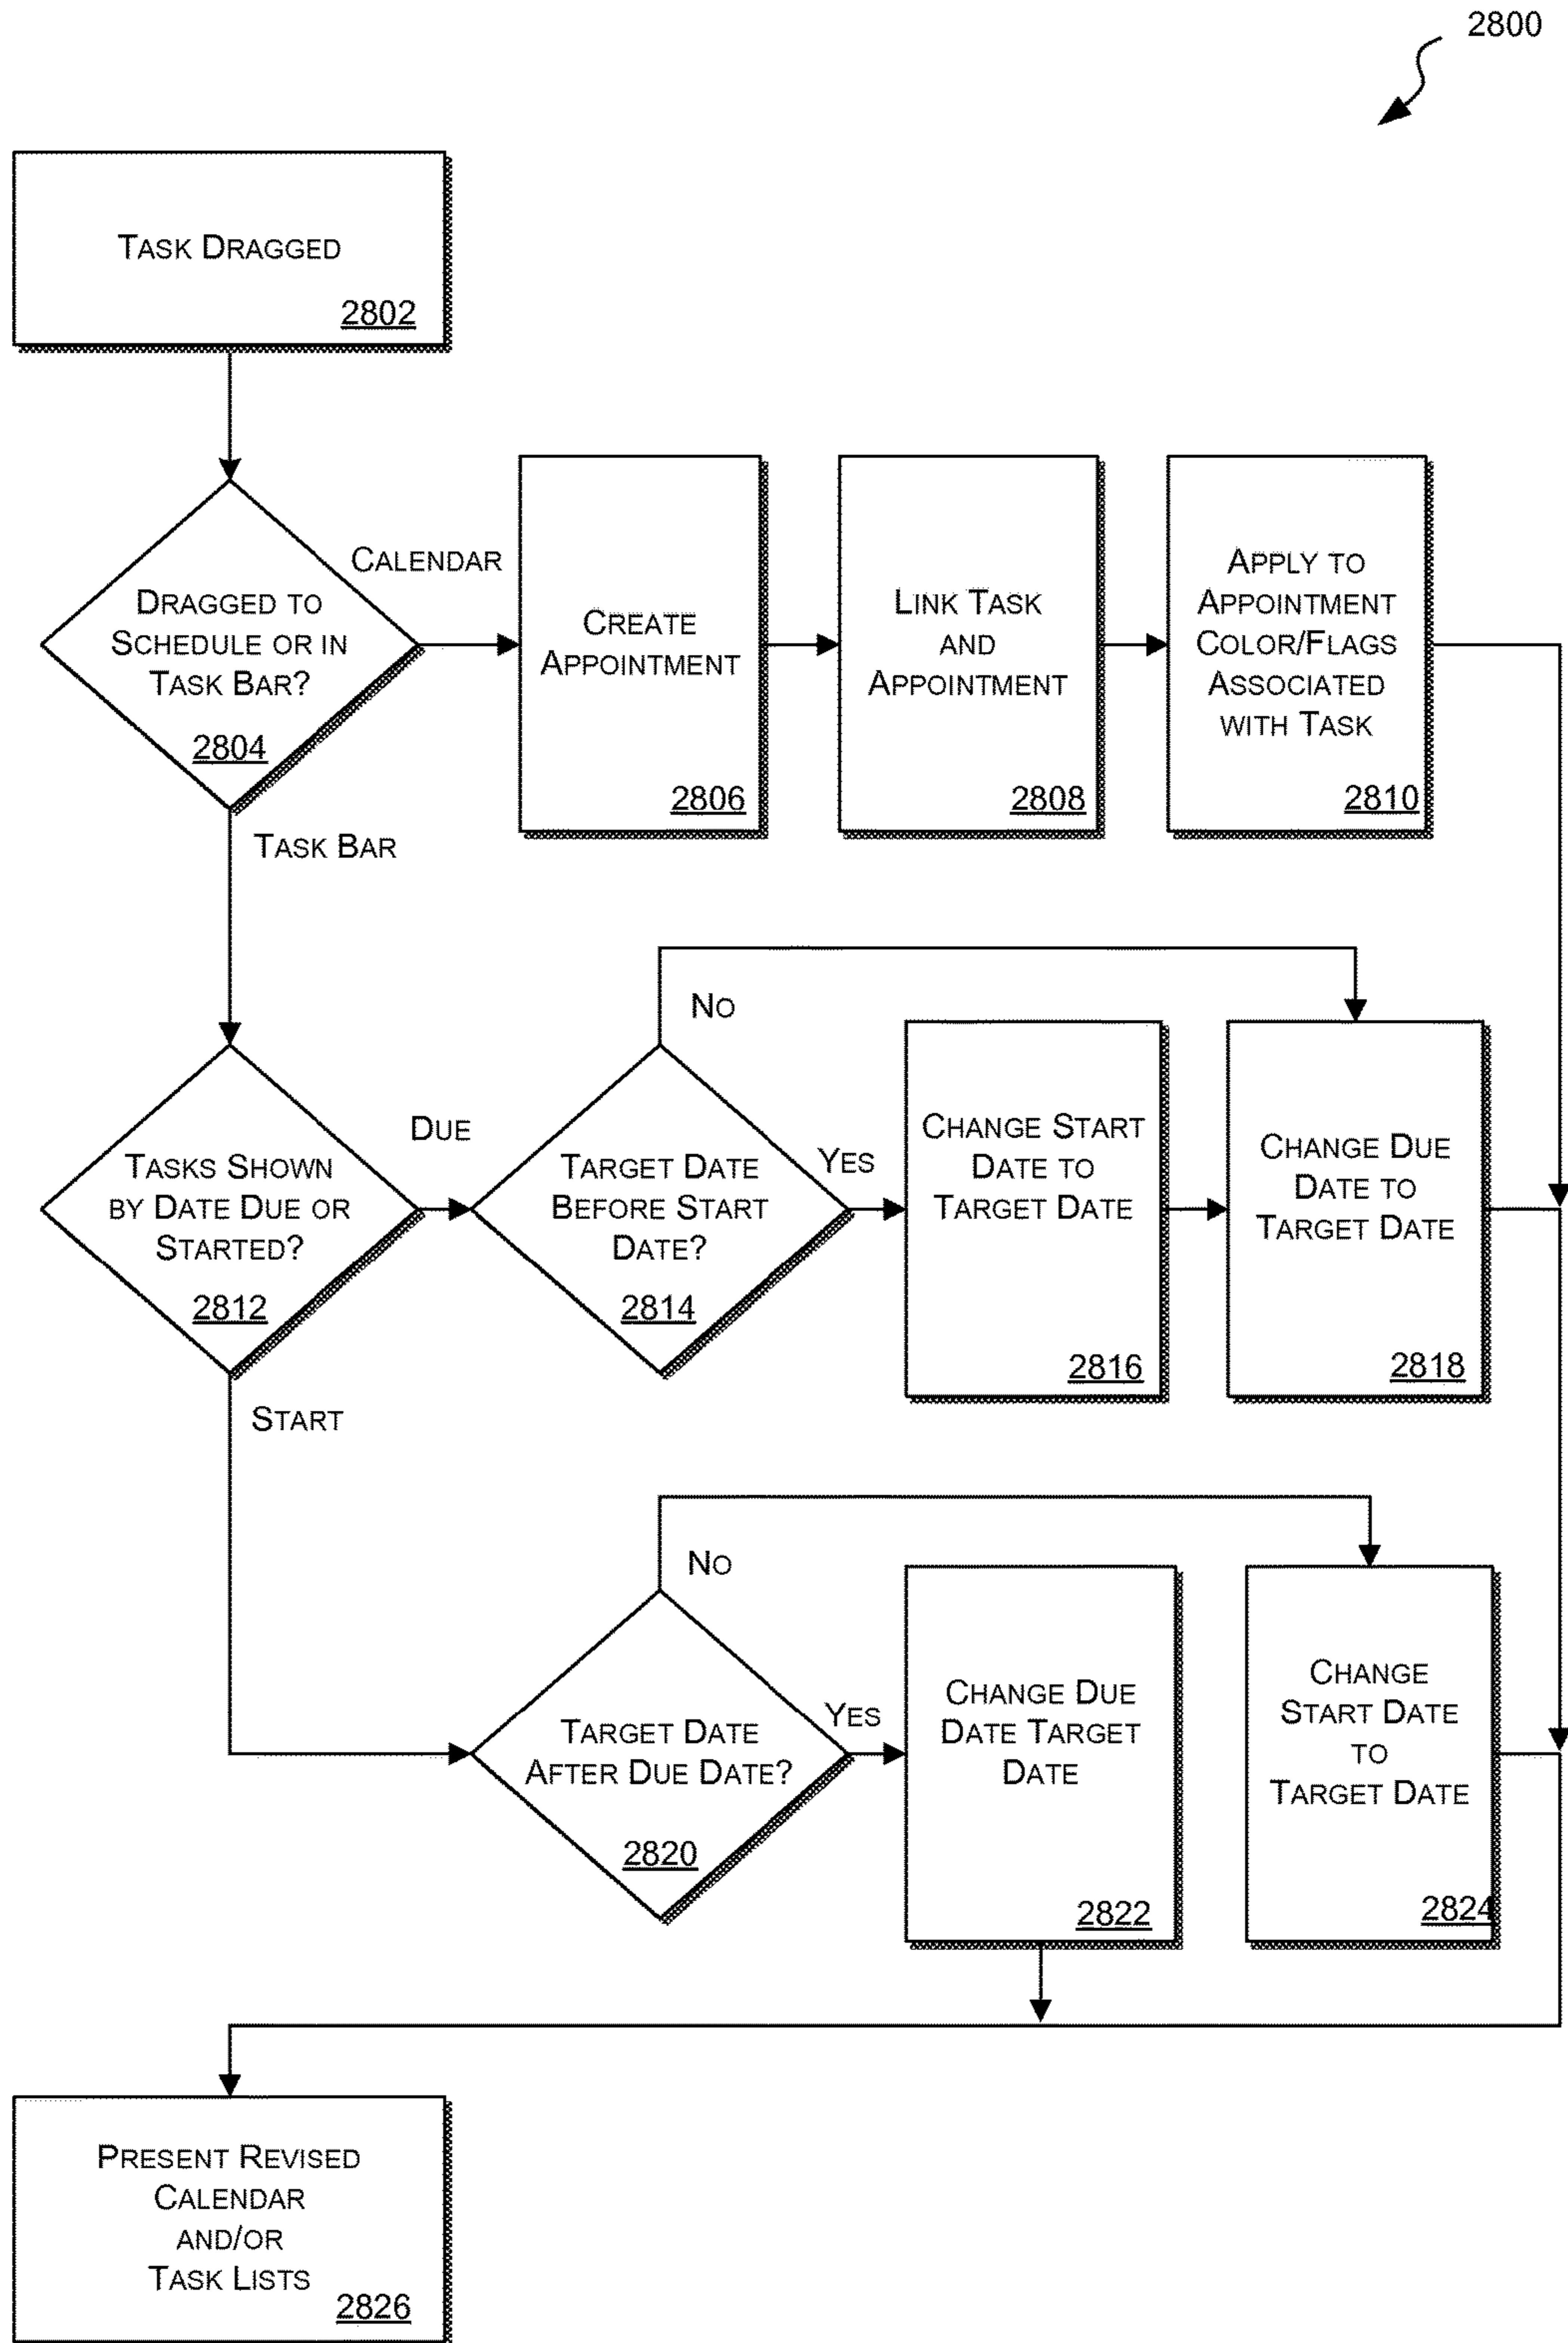 2800
TASK DRAGGED
2802
DRAGGED TO
SCHEDULE OR IN
TASK BAR?
2804
CALENDAR
TASK BAR
CREATE
APPOINTMENT
2806
LINK TASK
AND
APPOINTMENT
2808
APPLY TO
APPOINTMENT
COLOR/FLAGS
ASSOCIATED
WITH TASK
2810
TASKS SHOWN
BY DATE DUE OR
STARTED?
2812
DUE
START
TARGET DATE
BEFORE START
DATE?
2814
NO
YES
CHANGE START
DATE TO
TARGET DATE
2816
CHANGE DUE
DATE TO
TARGET DATE
2818
TARGET DATE
AFTER DUE DATE?
2820
NO
YES
CHANGE DUE
DATE TARGET
DATE
2822
CHANGE
START DATE
TO
TARGET DATE
2824
PRESENT REVISED
CALENDAR
AND/OR
TASK LISTS
2826